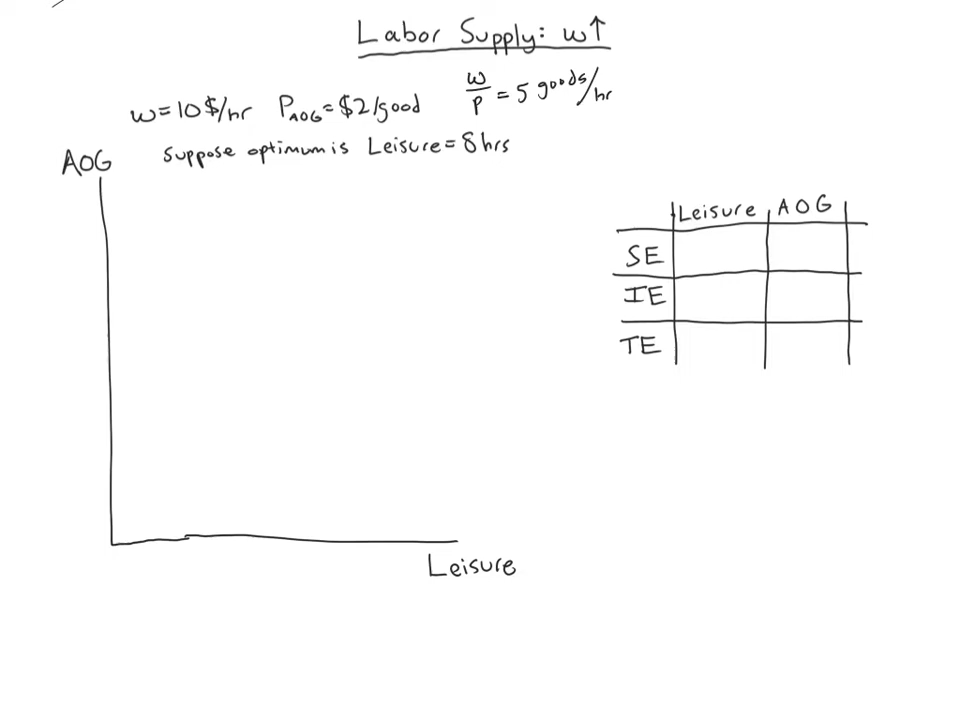 Labor Supply: w↑
w=10$/hr P_AOG=$2/good w/p = 5 goods/hr
Suppose optimum is Leisure=8hrs
AOG
Leisure AOG
SE
IE
TE
Leisure